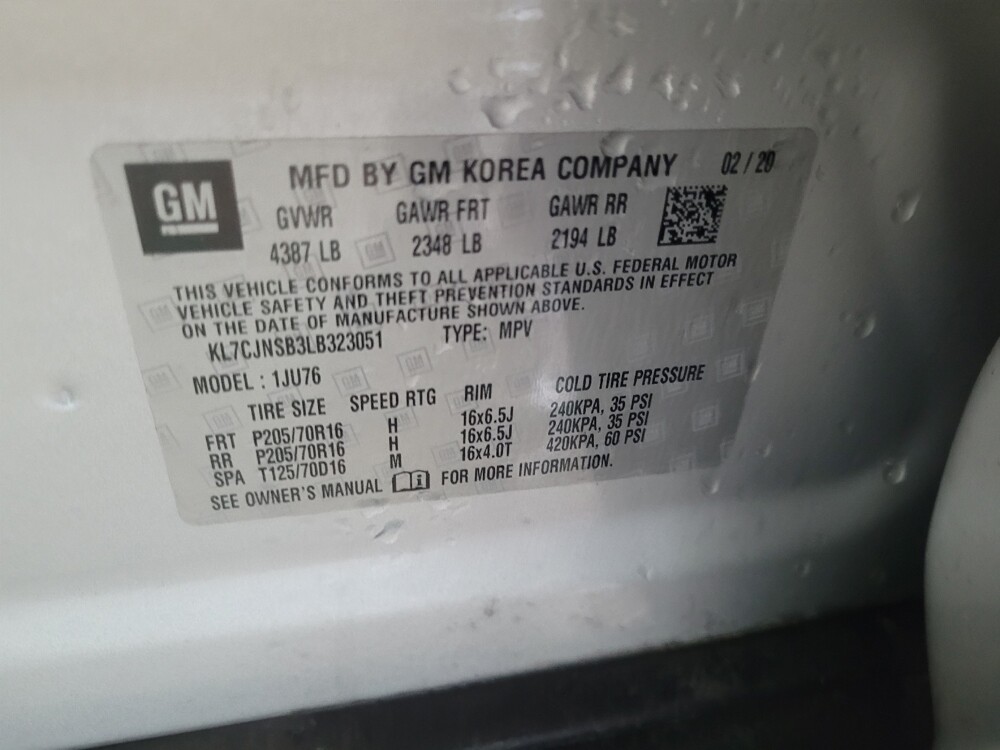 GM
MFD BY GM KOREA COMPANY 02 / 20
GVWR GAWR FRT GAWR RR
4387 LB 2348 LB 2194 LB
THIS VEHICLE CONFORMS TO ALL APPLICABLE U.S. FEDERAL MOTOR
VEHICLE SAFETY AND THEFT PREVENTION STANDARDS IN EFFECT
ON THE DATE OF MANUFACTURE SHOWN ABOVE.
KL7CJNSB3LB323051 TYPE: MPV
MODEL : 1JU76
TIRE SIZE SPEED RTG RIM COLD TIRE PRESSURE
FRT P205/70R16 H 16x6.5J 240KPA, 35 PSI
RR P205/70R16 H 16x6.5J 240KPA, 35 PSI
SPA T125/70D16 M 16x4.0T 420KPA, 60 PSI
SEE OWNER'S MANUAL FOR MORE INFORMATION.